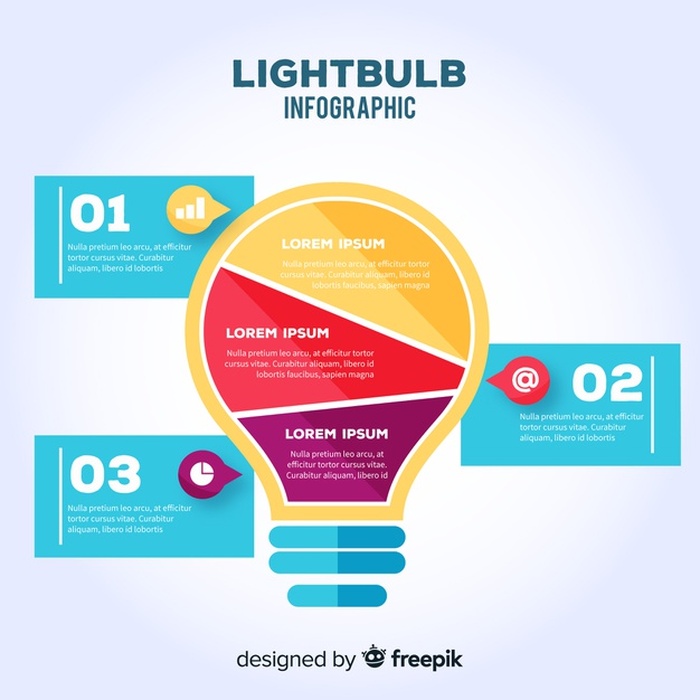 LIGHTBULB
INFOGRAPHIC
01
Nulla pretium leo arcu, at efficitur
tortor cursus vitae. Curabitur
aliquam, libero id lobortis
LOREM IPSUM
Nulla pretium leo arcu, at efficitur tortor
cursus vitae. Curabitur aliquam, libero id
lobortis faucibus, sapien magna
LOREM IPSUM
Nulla pretium leo arcu, at efficitur tortor
cursus vitae. Curabitur aliquam, libero id
lobortis faucibus, sapien magna
@
02
Nulla pretium leo arcu, at efficitur
tortor cursus vitae. Curabitur
aliquam, libero id lobortis
LOREM IPSUM
Nulla pretium leo arcu, at
efficitur tortor cursus vitae.
Curabitur aliquam, libero id
03
Nulla pretium leo arcu, at efficitur
tortor cursus vitae. Curabitur
aliquam, libero id lobortis
designed by freepik